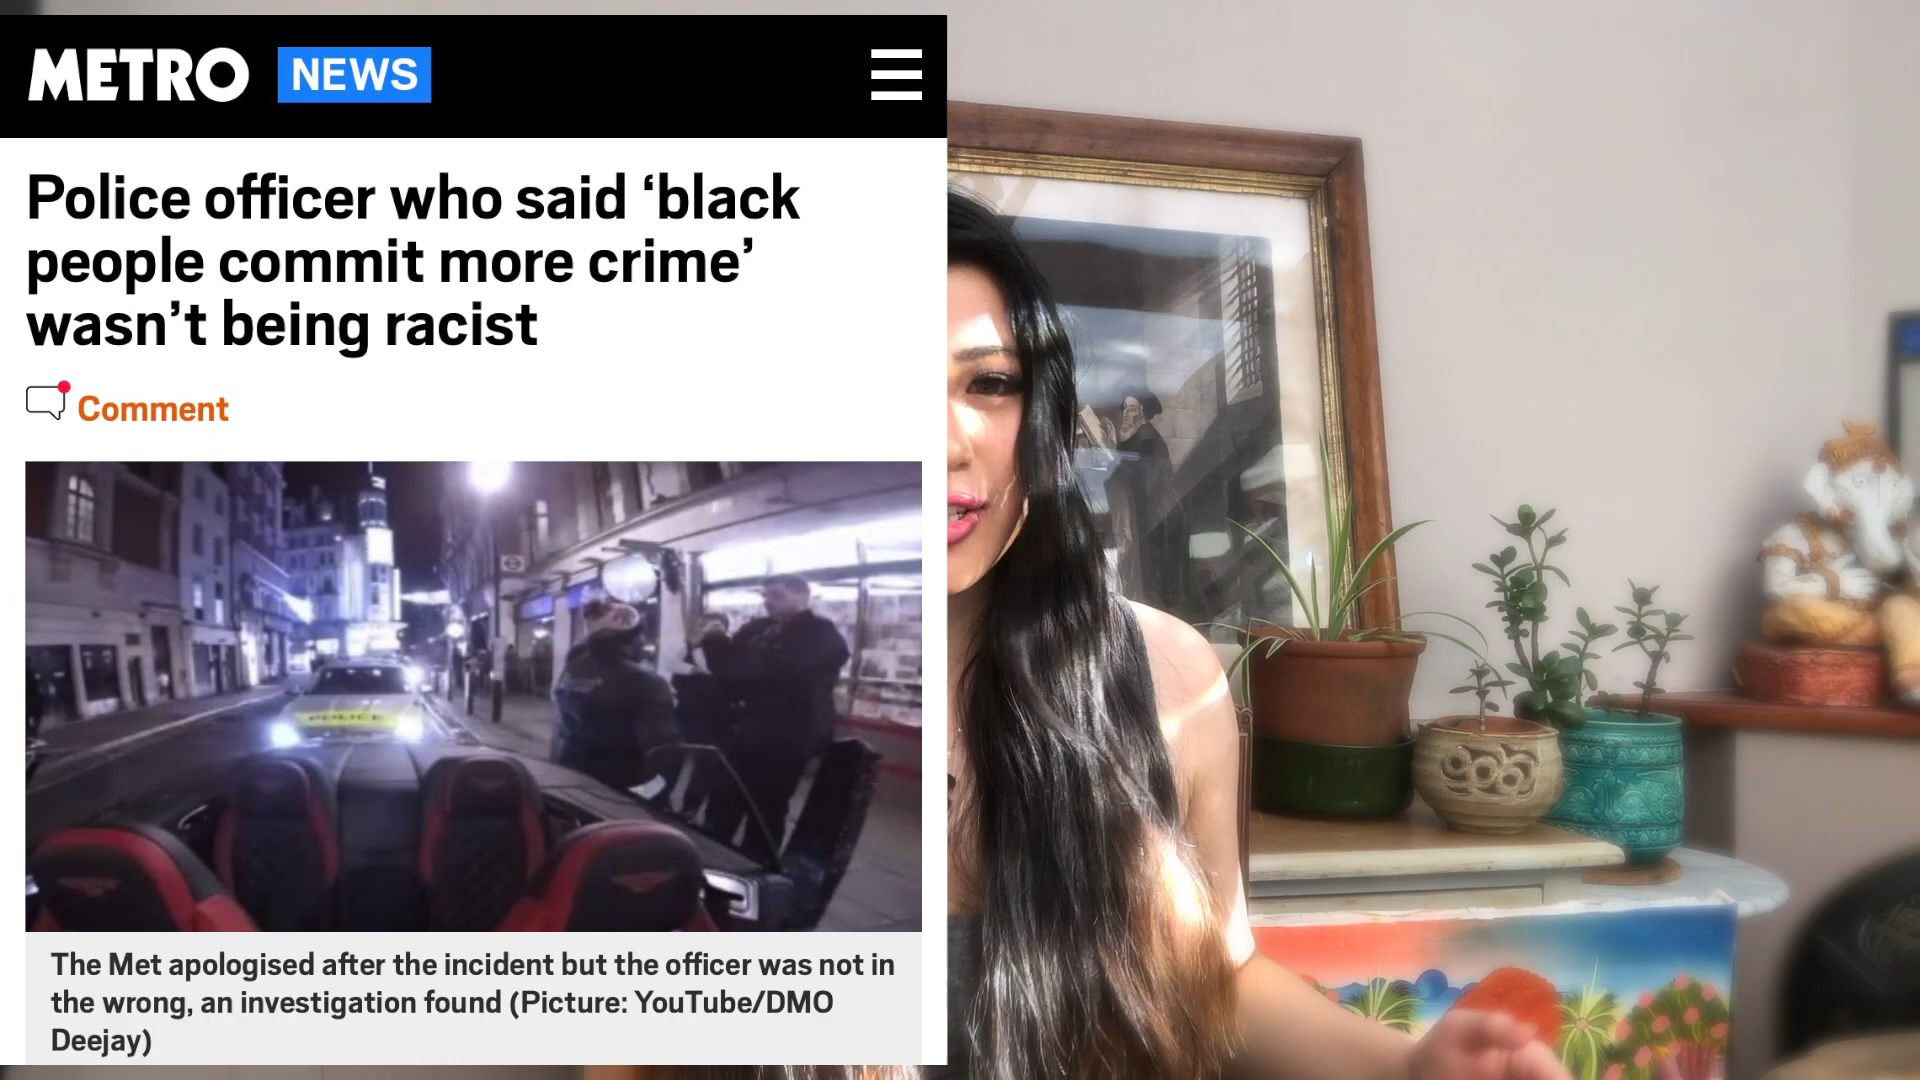 METRO NEWS
Police officer who said ‘black
people commit more crime’
wasn’t being racist
Comment
POLICE
The Met apologised after the incident but the officer was not in
the wrong, an investigation found (Picture: YouTube/DMO
Deejay)